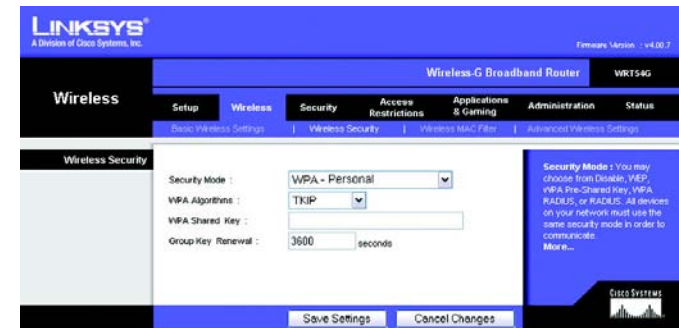 LINKSYS®
A Division of Cisco Systems, Inc.
Firmware Version : v4.00.7
Wireless-G Broadband Router WRT54G
Wireless
Setup Wireless Security Access Restrictions Applications & Gaming Administration Status
Basic Wireless Settings | Wireless Security | Wireless MAC Filter | Advanced Wireless Settings
Wireless Security
Security Mode : WPA - Personal
WPA Algorithms : TKIP
WPA Shared Key :
Group Key Renewal : 3600 seconds
Security Mode : You may
choose from Disable, WEP,
WPA Pre-Shared Key, WPA
RADIUS, or RADIUS. All devices
on your network must use the
same security mode in order to
communicate.
More...
CISCO SYSTEMS
Save Settings Cancel Changes